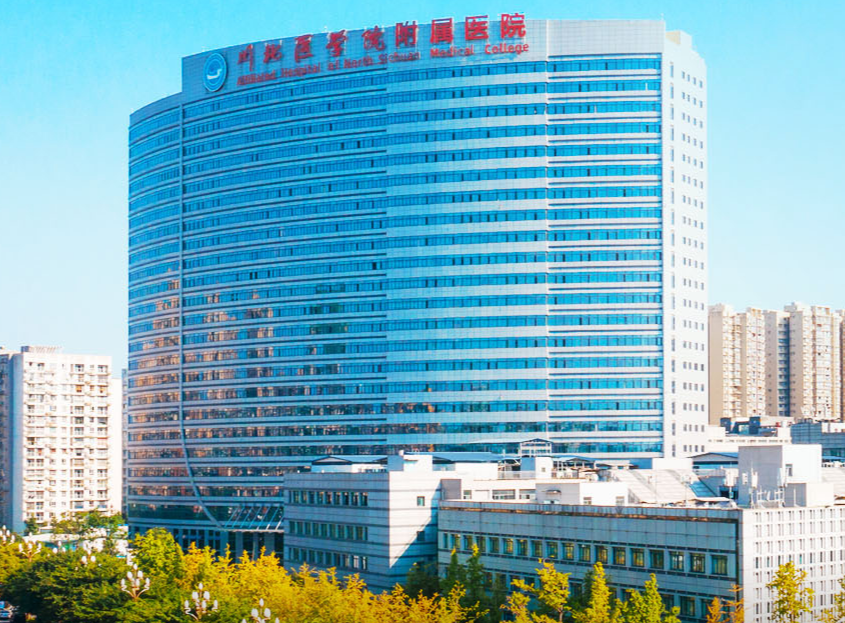 川北医学院附属医院
Affiliated Hospital of North Sichuan Medical College